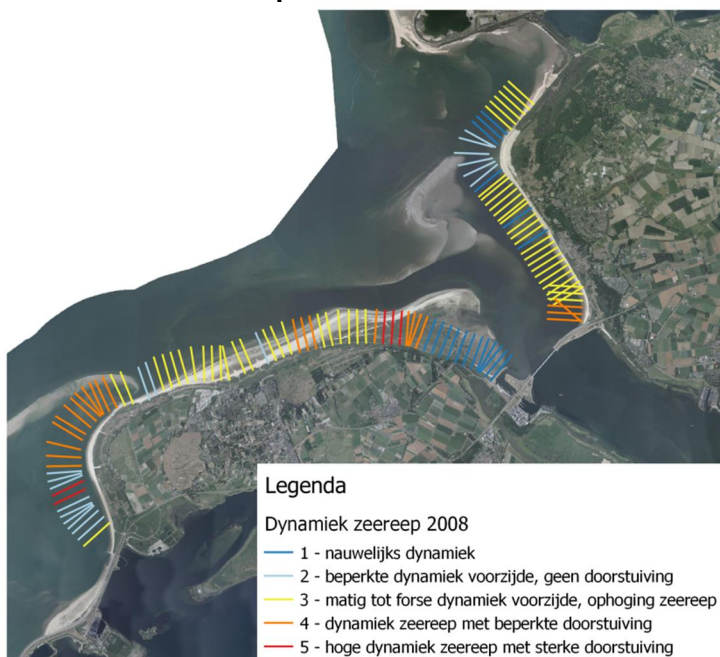 Legenda
Dynamiek zeereep 2008
1 - nauwelijks dynamiek
2 - beperkte dynamiek voorzijde, geen doorstuiving
3 - matig tot forse dynamiek voorzijde, ophoging zeereep
4 - dynamiek zeereep met beperkte doorstuiving
5 - hoge dynamiek zeereep met sterke doorstuiving